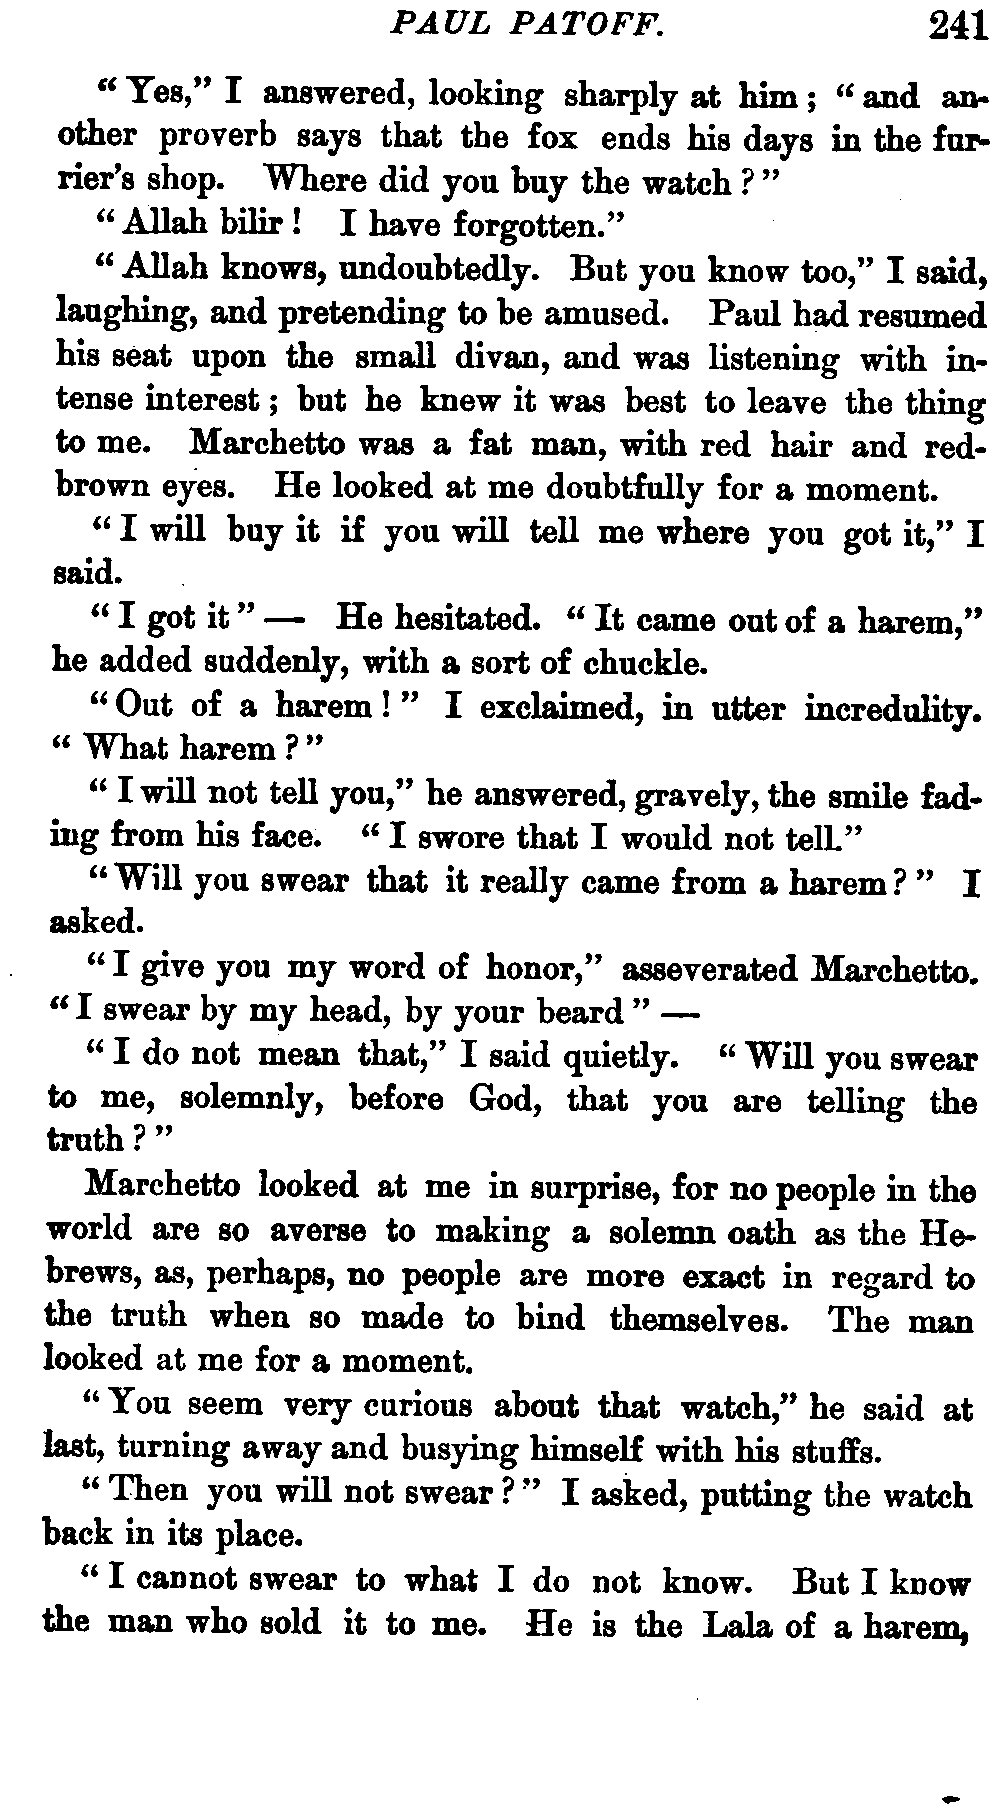 PAUL PATOFF. 241
“Yes,” I answered, looking sharply at him; “and an-
other proverb says that the fox ends his days in the fur-
rier’s shop. Where did you buy the watch?”
“Allah bilir! I have forgotten.”
“Allah knows, undoubtedly. But you know too,” I said,
laughing, and pretending to be amused. Paul had resumed
his seat upon the small divan, and was listening with in-
tense interest; but he knew it was best to leave the thing
to me. Marchetto was a fat man, with red hair and red-
brown eyes. He looked at me doubtfully for a moment.
“I will buy it if you will tell me where you got it,” I
said.
“I got it” — He hesitated. “It came out of a harem,”
he added suddenly, with a sort of chuckle.
“Out of a harem!” I exclaimed, in utter incredulity.
“What harem?”
“I will not tell you,” he answered, gravely, the smile fad-
ing from his face. “I swore that I would not tell.”
“Will you swear that it really came from a harem?” I
asked.
“I give you my word of honor,” asseverated Marchetto.
“I swear by my head, by your beard” —
“I do not mean that,” I said quietly. “Will you swear
to me, solemnly, before God, that you are telling the
truth?”
Marchetto looked at me in surprise, for no people in the
world are so averse to making a solemn oath as the He-
brews, as, perhaps, no people are more exact in regard to
the truth when so made to bind themselves. The man
looked at me for a moment.
“You seem very curious about that watch,” he said at
last, turning away and busying himself with his stuffs.
“Then you will not swear?” I asked, putting the watch
back in its place.
“I cannot swear to what I do not know. But I know
the man who sold it to me. He is the Lala of a harem,